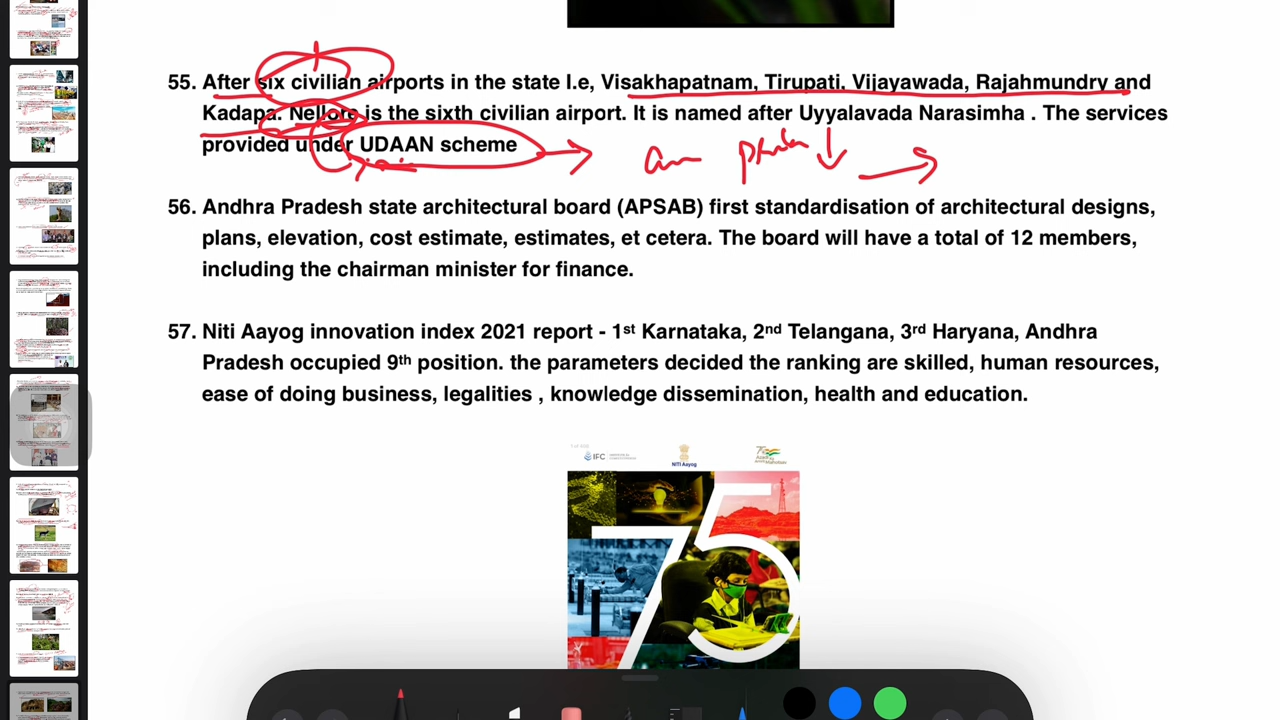 55. After six civilian airports in the state I.e, Visakhapatnam, Tirupati. Vijayawada, Rajahmundry and
Kadapa. Nellore is the sixth civilian airport. It is named after Uyyalavada Narasimha . The services
provided under UDAAN scheme
56. Andhra Pradesh state architectural board (APSAB) first standardisation of architectural designs,
plans, elevation, cost estimate, estimates, et cetera. The board will have a total of 12 members,
including the chairman minister for finance.
57. Niti Aayog innovation index 2021 report - 1st Karnataka, 2nd Telangana, 3rd Haryana, Andhra
Pradesh occupied 9th position. the parameters decided the ranking are skilled, human resources,
ease of doing business, legalities , knowledge dissemination, health and education.
IFC
NITI Aayog
75